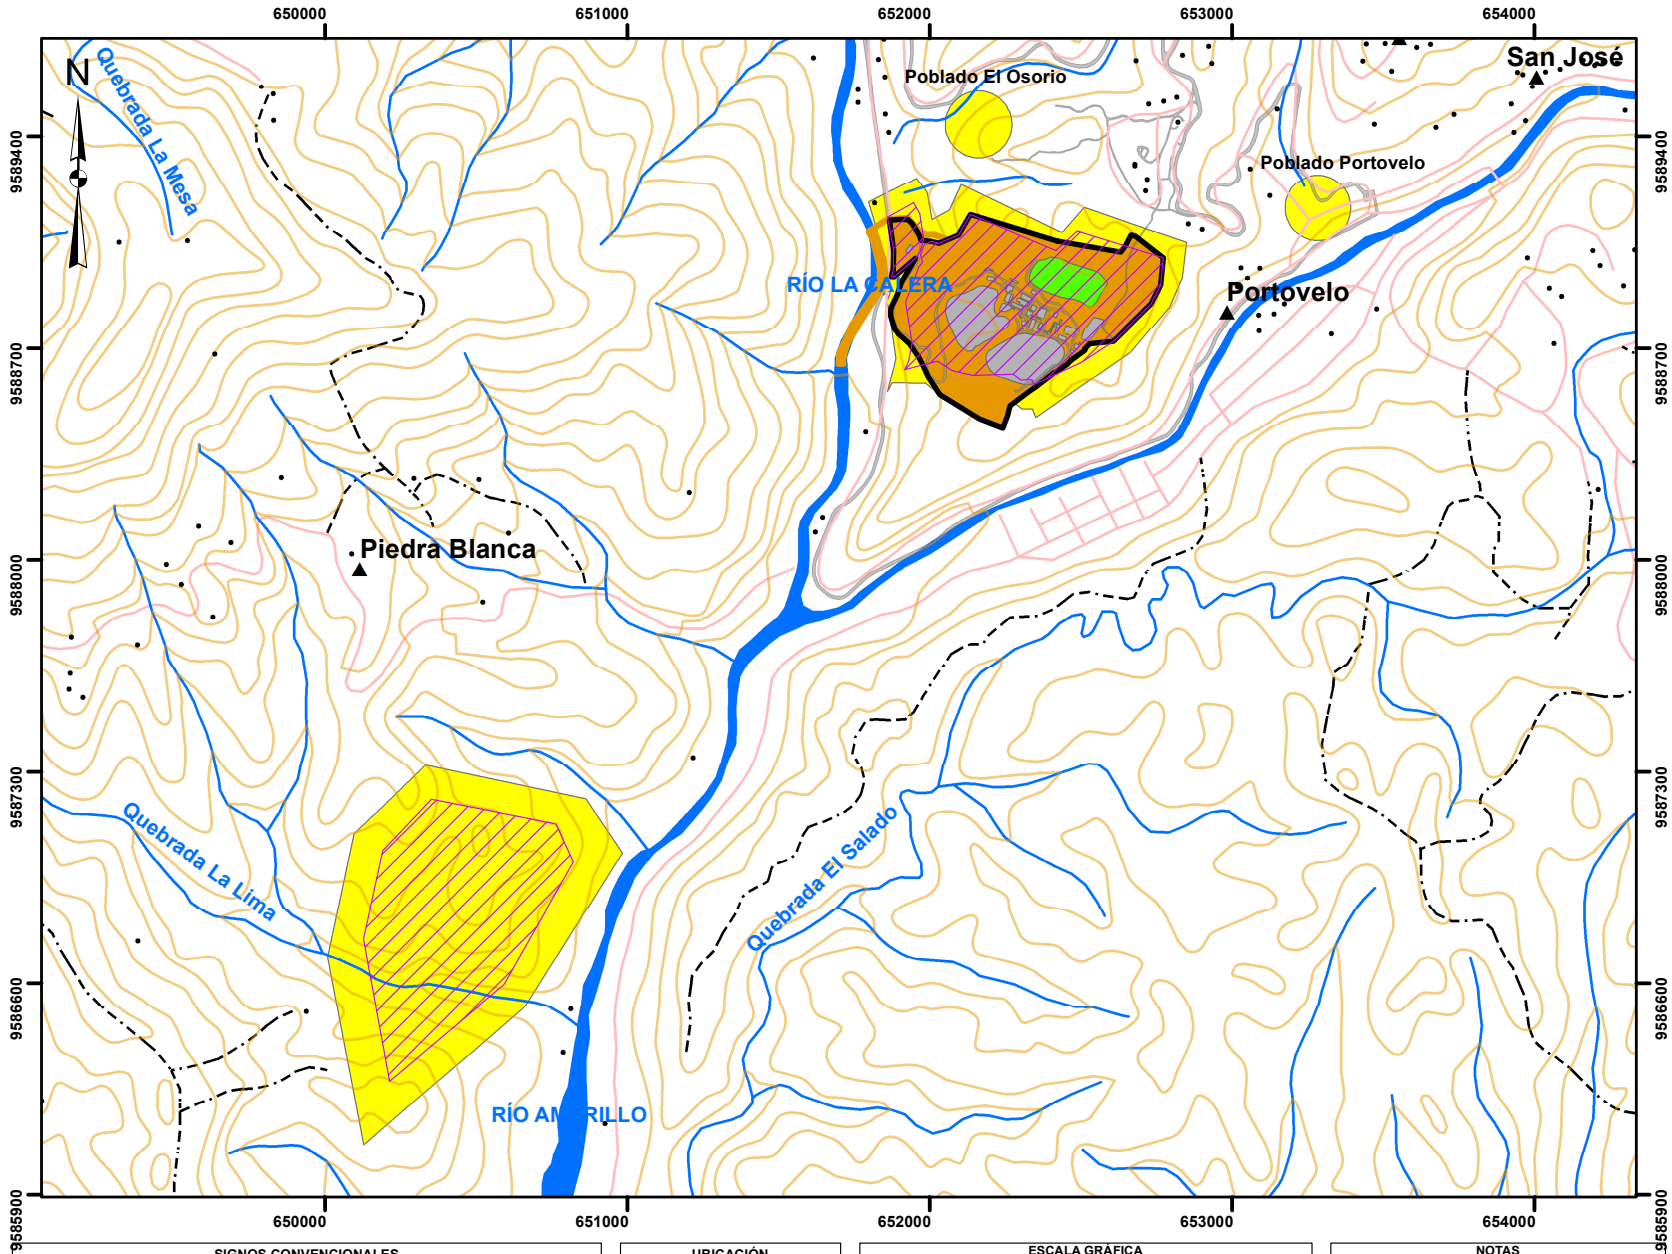 650000 651000 652000 653000 654000
San José
N
Poblado El Osorio
Quebrada La Mesa
9589400
9589400
Poblado Portovelo
RÍO LA CALERA
Portovelo
9588700
9588700
Piedra Blanca
9588000
9588000
9587300
9587300
Quebrada La Lima
Quebrada El Salado
9586600
9586600
RÍO AMARILLO
9585900
9585900
650000 651000 652000 653000 654000
SIGNOS CONVENCIONALES
UBICACIÓN
ESCALA GRÁFICA
NOTAS